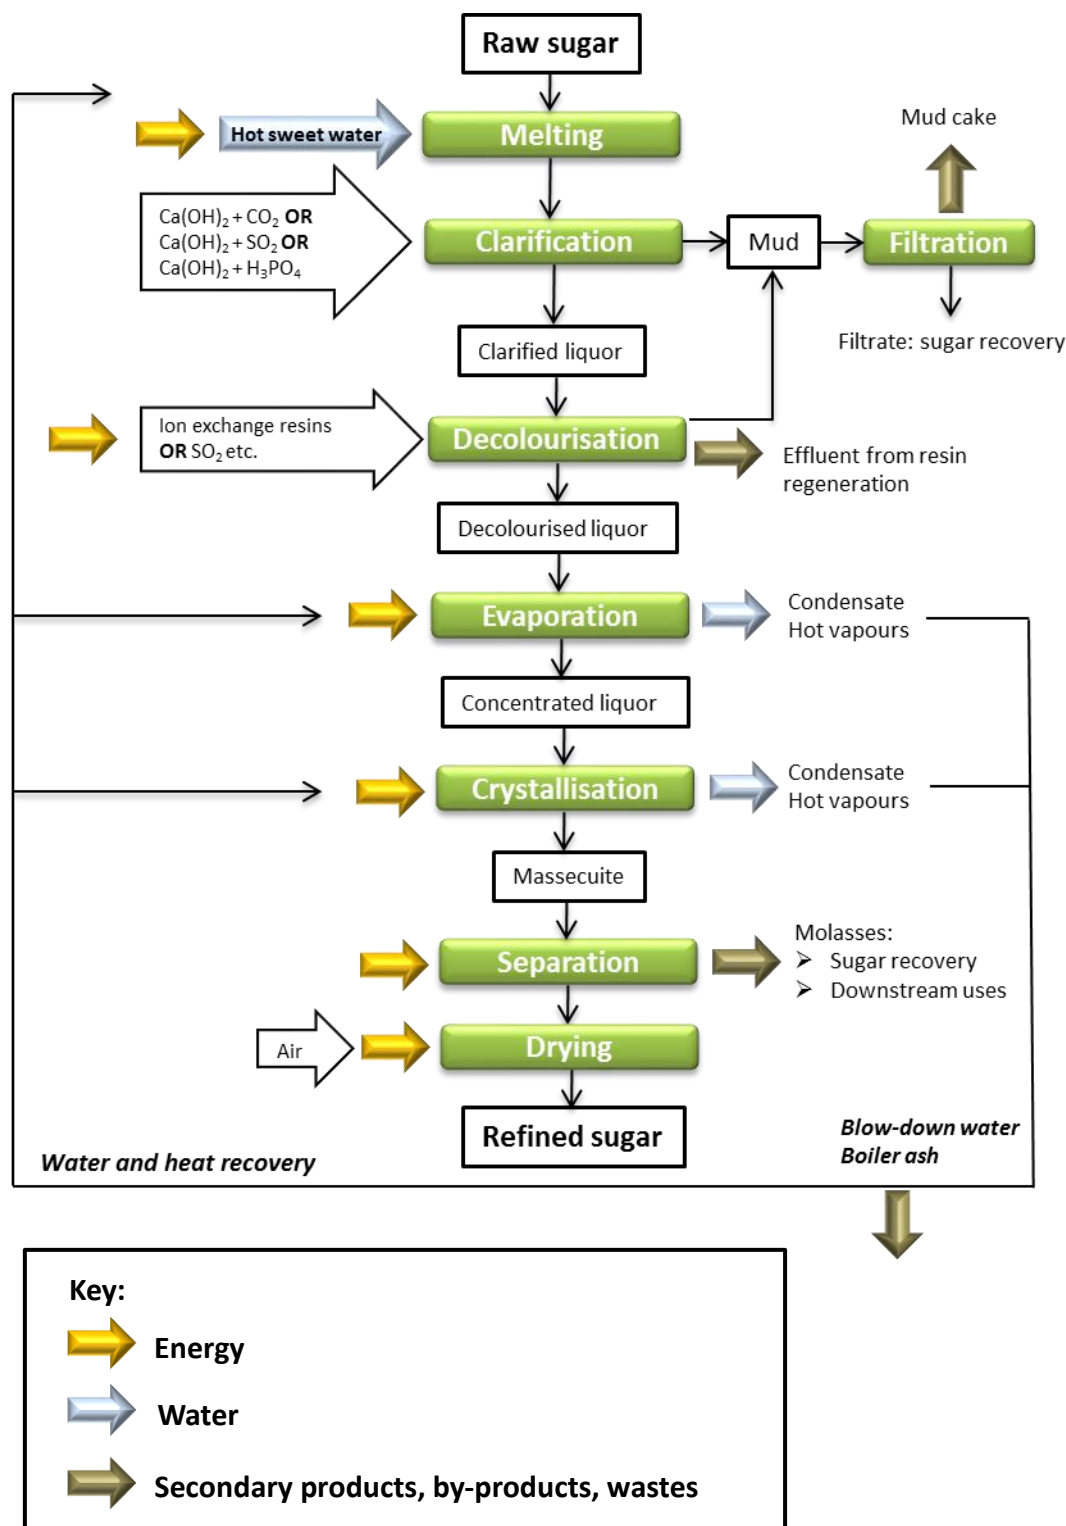 Raw sugar
Hot sweet water
Melting
Mud cake
Ca(OH)₂ + CO₂ OR
Ca(OH)₂ + SO₂ OR
Ca(OH)₂ + H₃PO₄
Clarification
Mud
Filtration
Filtrate: sugar recovery
Clarified liquor
Ion exchange resins
OR SO₂ etc.
Decolourisation
Effluent from resin
regeneration
Decolourised liquor
Evaporation
Condensate
Hot vapours
Concentrated liquor
Crystallisation
Condensate
Hot vapours
Massecuite
Separation
Molasses:
➢ Sugar recovery
➢ Downstream uses
Air
Drying
Refined sugar
Blow-down water
Boiler ash
Water and heat recovery
Key:
Energy
Water
Secondary products, by-products, wastes